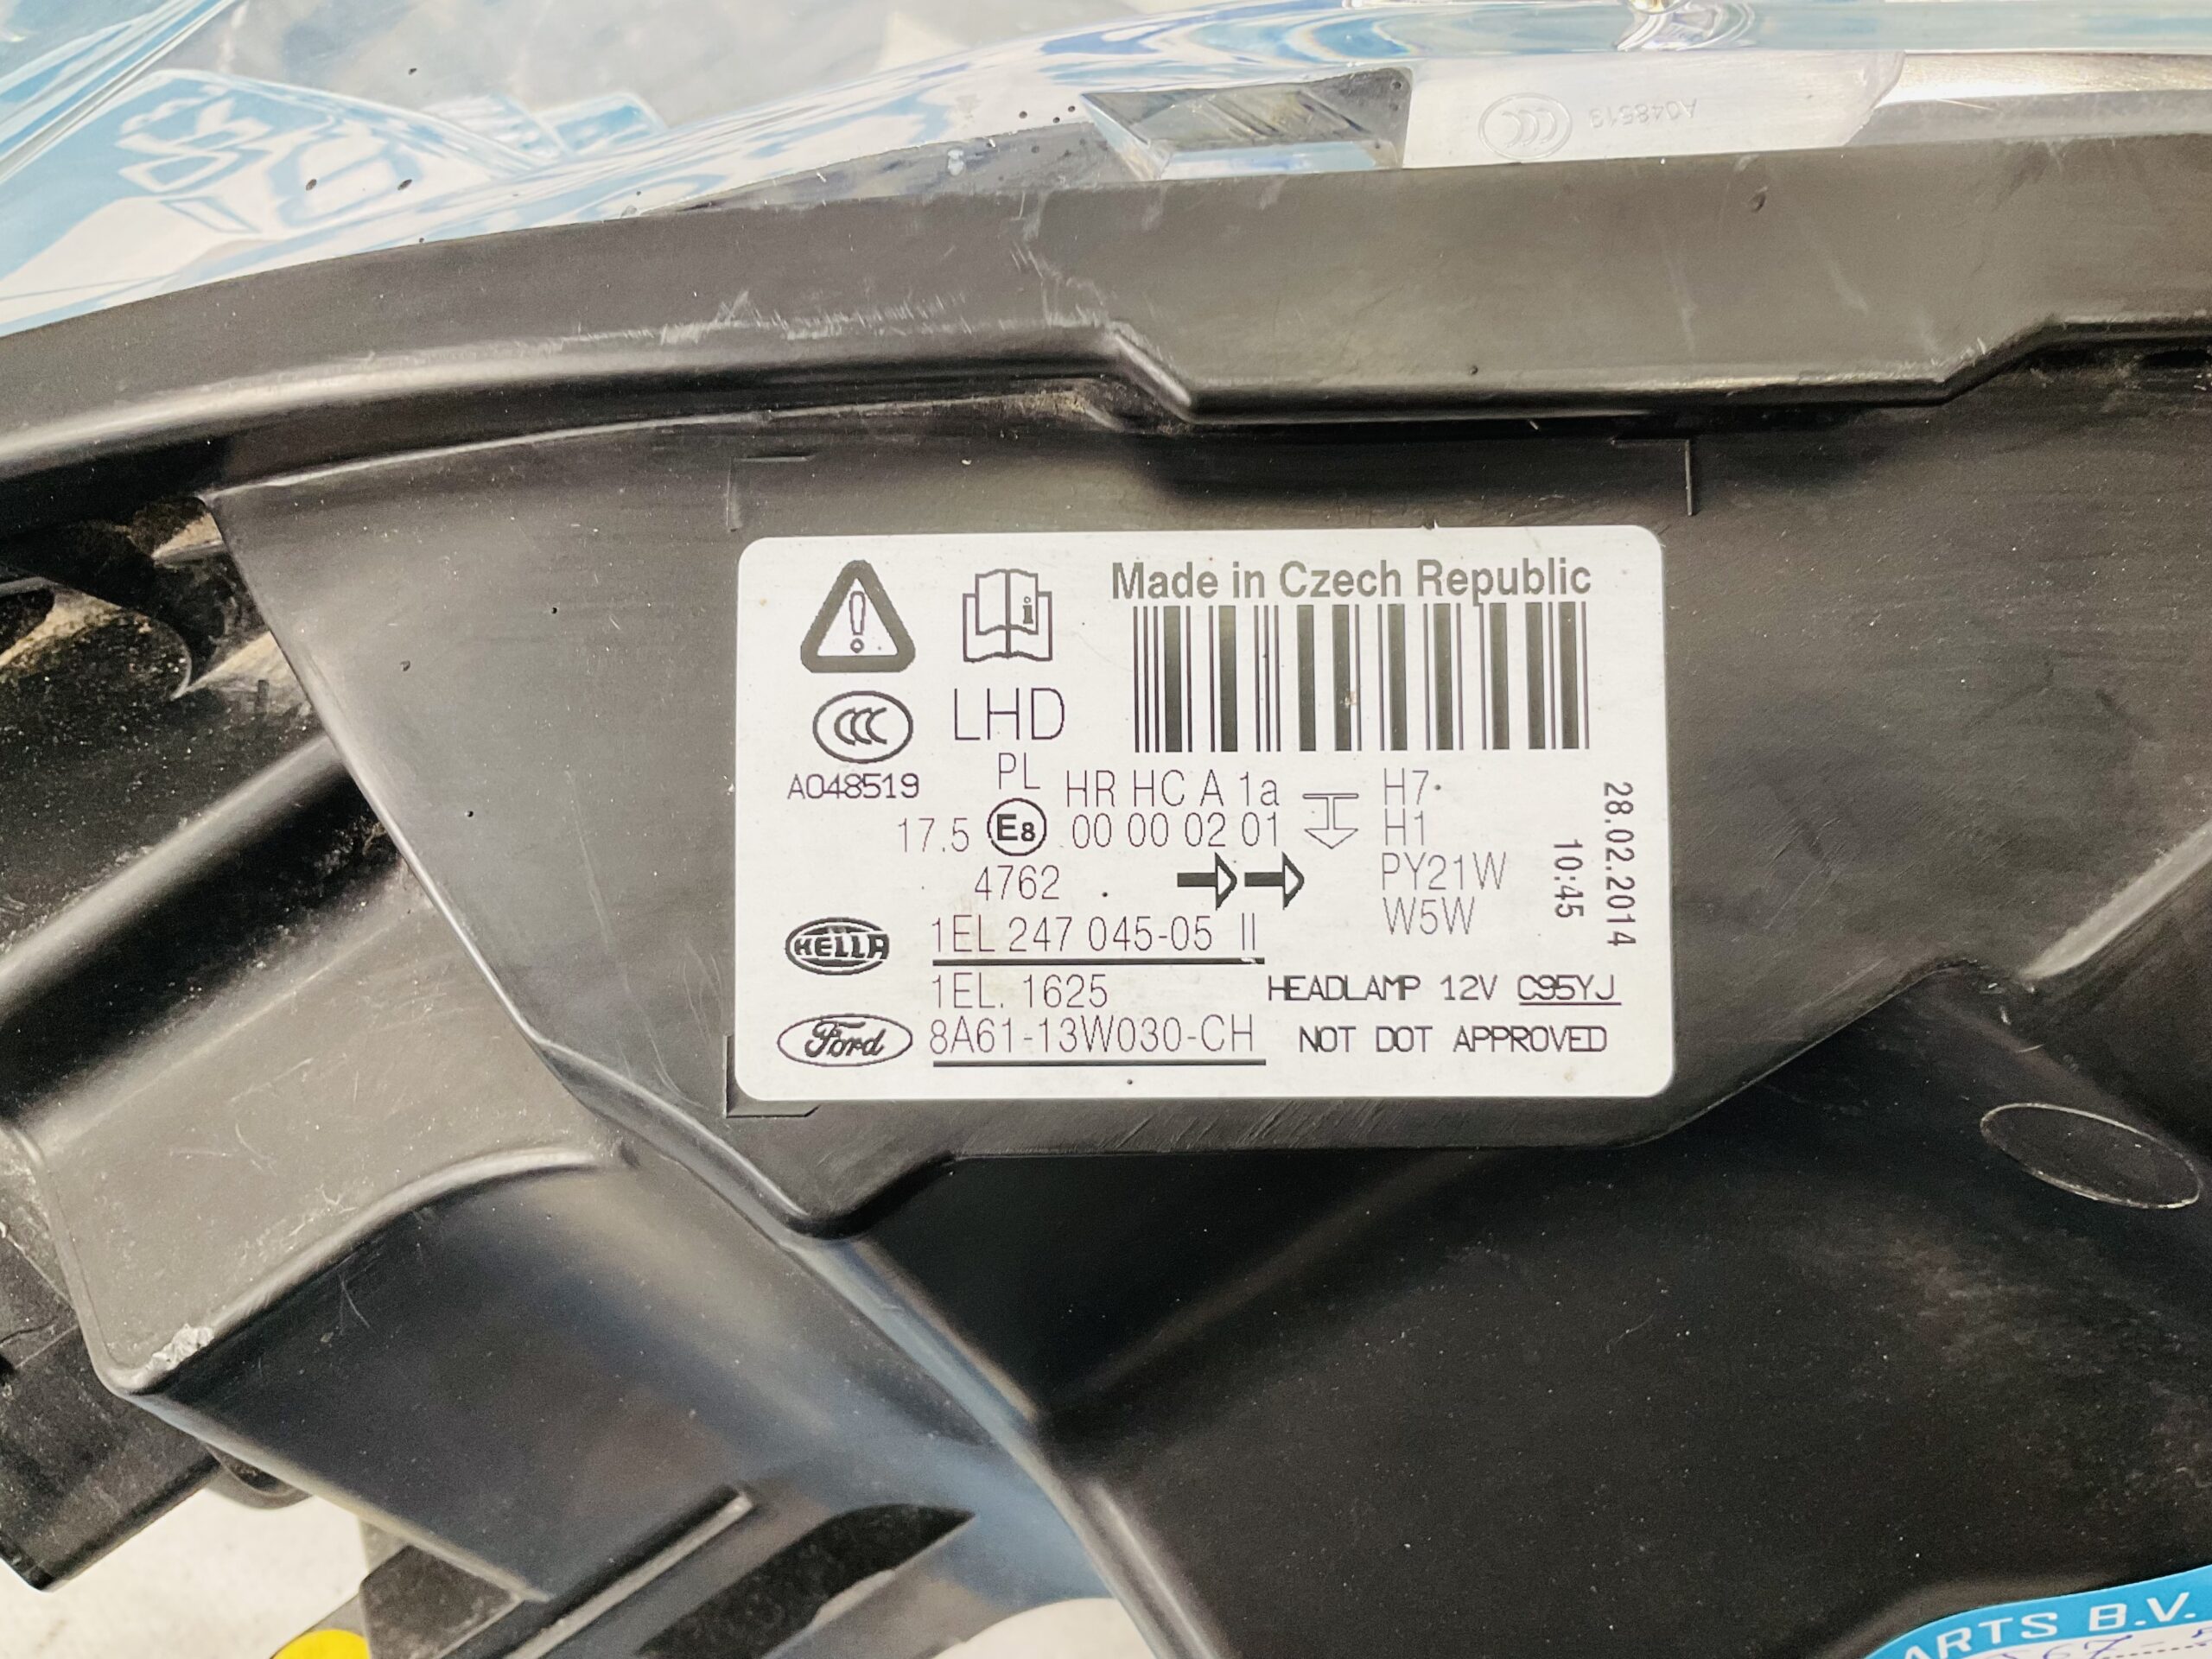 A048519
Made in Czech Republic
LHD
A048519
PL
HR HC A 1a
H7
17.5 E8 00 00 02 01
H1
4762
PY21W
W5W
28.02.2014
10:45
HELLA 1EL 247 045-05 II
1EL. 1625
HEADLAMP 12V C95YJ
Ford 8A61-13W030-CH
NOT DOT APPROVED
ARTS B.V.